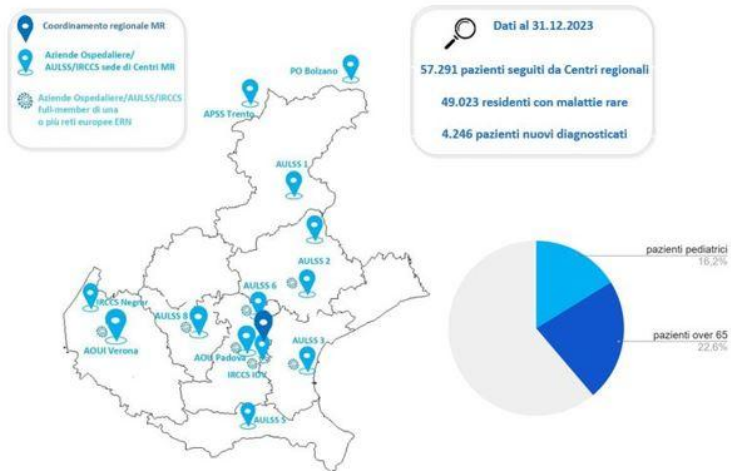 Coordinamento regionale MR
Aziende Ospedaliere/
AULSS/IRCCS sede di Centri MR
Aziende Ospedaliere/AULSS/IRCCS
full-member di una
o più reti europee ERN
Dati al 31.12.2023
57.291 pazienti seguiti da Centri regionali
49.023 residenti con malattie rare
4.246 pazienti nuovi diagnosticati
PO Bolzano
APSS Trento
AULSS 1
AULSS 2
AULSS 6
IRCCS Negrar
AULSS 8
AOUI Verona
AOU Padova
AULSS 3
IRCCS IOV
AULSS 5
pazienti pediatrici
16,2%
pazienti over 65
22,6%